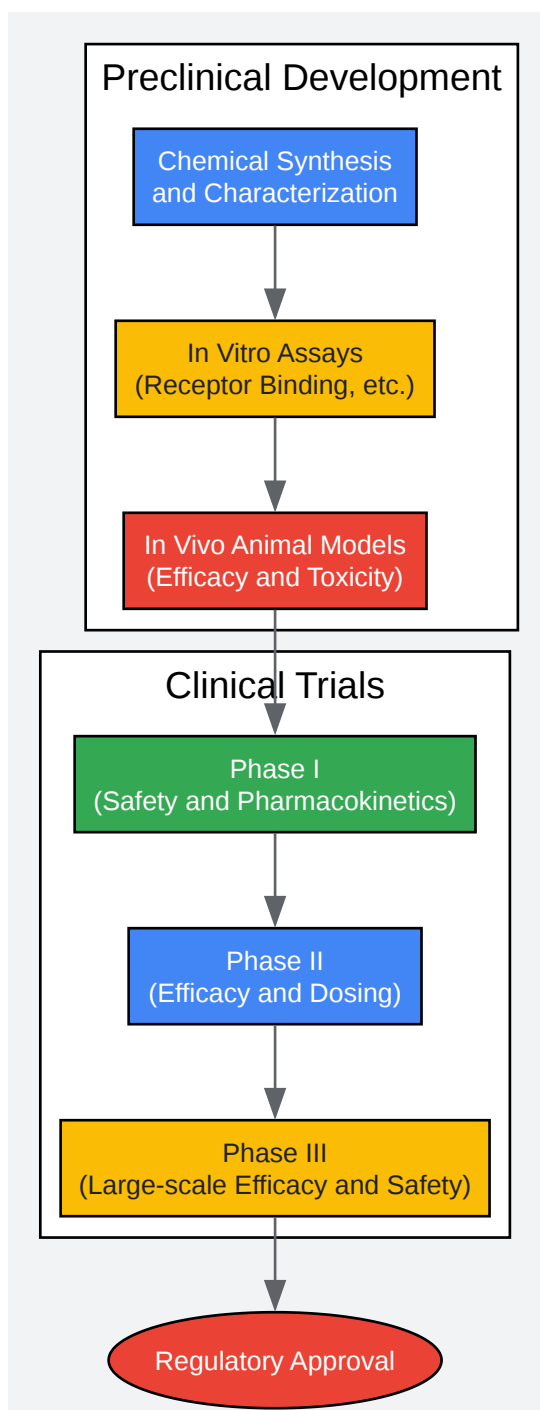 Preclinical Development
Chemical Synthesis
and Characterization
In Vitro Assays
(Receptor Binding, etc.)
In Vivo Animal Models
(Efficacy and Toxicity)
Clinical Trials
Phase I
(Safety and Pharmacokinetics)
Phase II
(Efficacy and Dosing)
Phase III
(Large-scale Efficacy and Safety)
Regulatory Approval